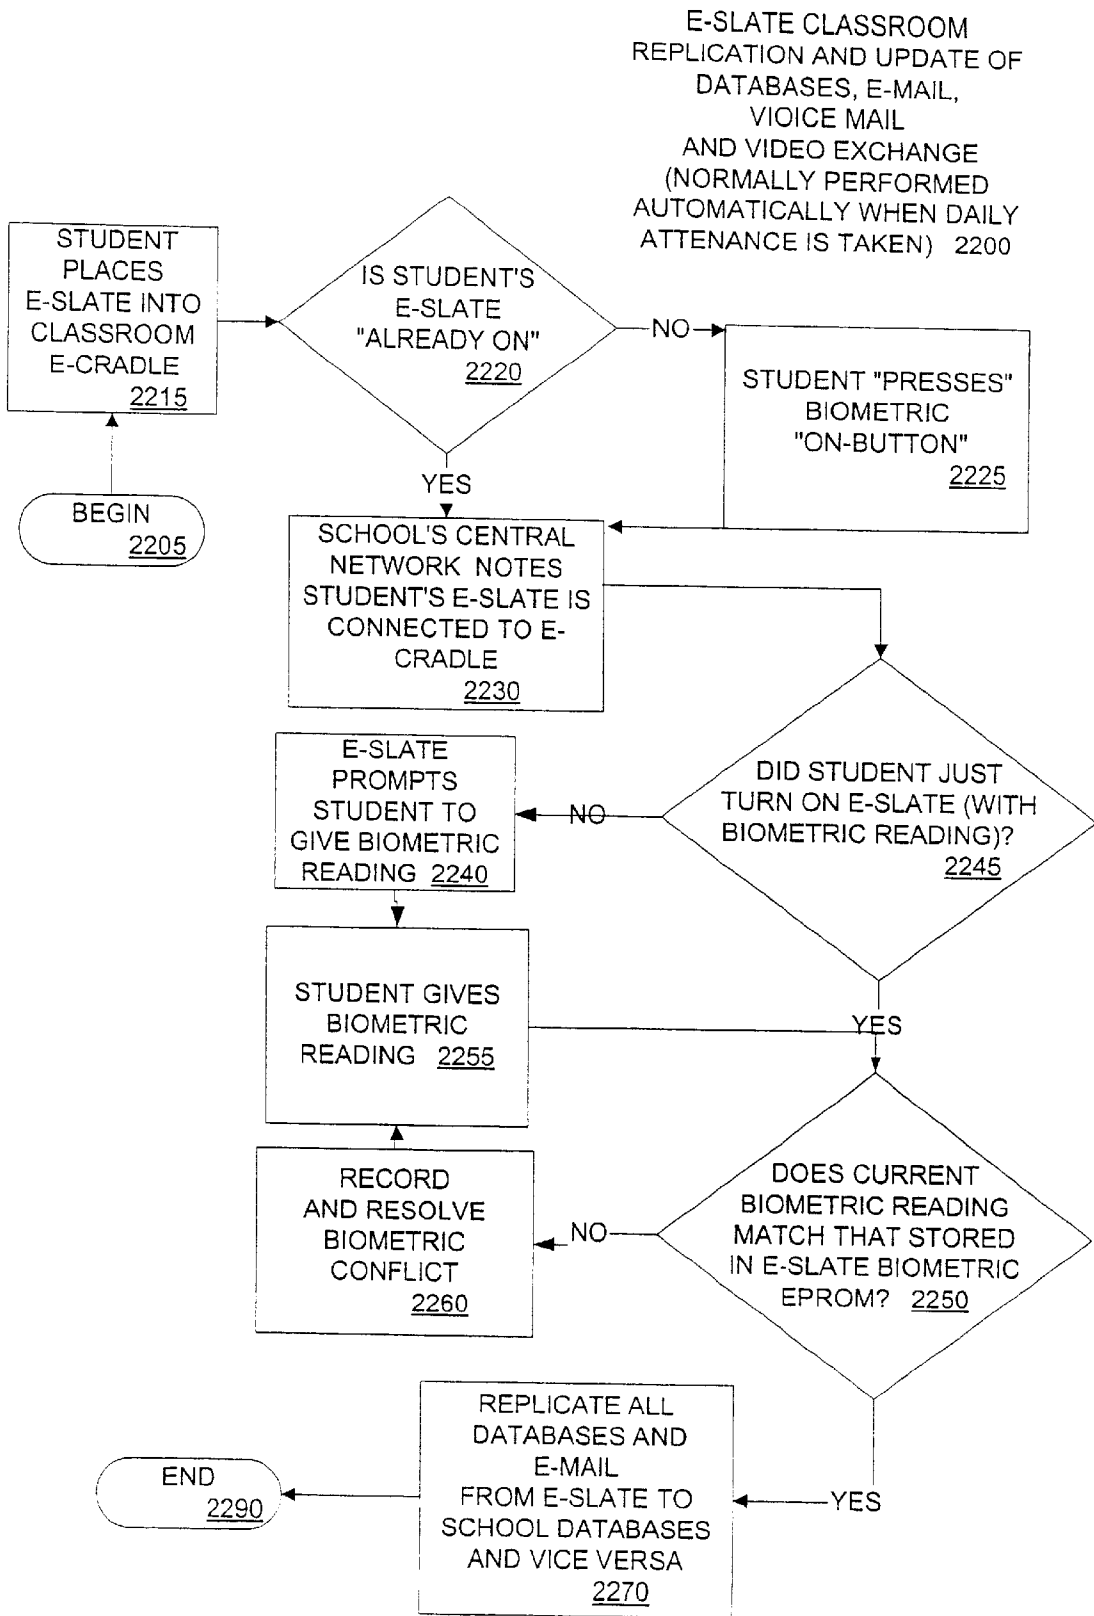 E-SLATE CLASSROOM
REPLICATION AND UPDATE OF
DATABASES, E-MAIL,
VIOICE MAIL
AND VIDEO EXCHANGE
(NORMALLY PERFORMED
AUTOMATICALLY WHEN DAILY
ATTENANCE IS TAKEN) 2200
STUDENT
PLACES
E-SLATE INTO
CLASSROOM
E-CRADLE
2215
BEGIN
2205
IS STUDENT'S
E-SLATE
"ALREADY ON"
2220
NO
STUDENT "PRESSES"
BIOMETRIC
"ON-BUTTON"
2225
YES
SCHOOL'S CENTRAL
NETWORK NOTES
STUDENT'S E-SLATE IS
CONNECTED TO E-
CRADLE
2230
DID STUDENT JUST
TURN ON E-SLATE (WITH
BIOMETRIC READING)?
2245
NO
E-SLATE
PROMPTS
STUDENT TO
GIVE BIOMETRIC
READING 2240
STUDENT GIVES
BIOMETRIC
READING 2255
YES
DOES CURRENT
BIOMETRIC READING
MATCH THAT STORED
IN E-SLATE BIOMETRIC
EPROM? 2250
NO
RECORD
AND RESOLVE
BIOMETRIC
CONFLICT
2260
YES
REPLICATE ALL
DATABASES AND
E-MAIL
FROM E-SLATE TO
SCHOOL DATABASES
AND VICE VERSA
2270
END
2290